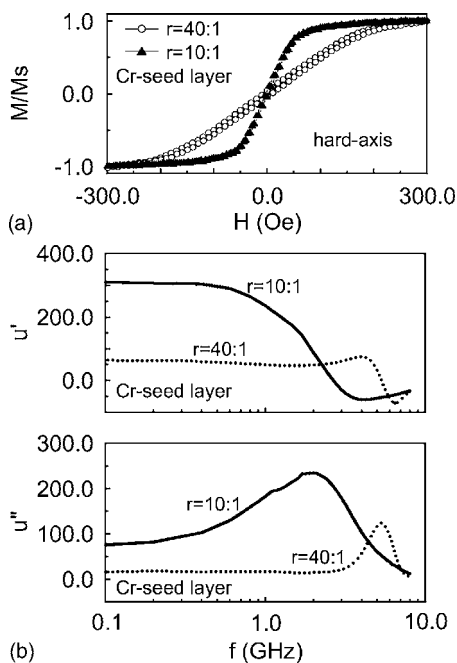 1.0
r=40:1
r=10:1
Cr-seed layer
M/Ms
0.0
hard-axis
-1.0
-300.0 0.0 300.0
(a) H (Oe)
400.0
r=10:1
200.0
u'
r=40:1
0.0
Cr-seed layer
300.0
200.0
r=10:1
u"
100.0
r=40:1
0.0
Cr-seed layer
0.1 1.0 10.0
(b) f (GHz)